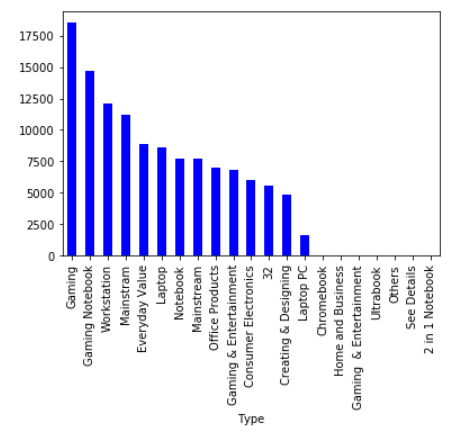 17500
15000
12500
10000
7500
5000
2500
0
Gaming
Gaming Notebook
Workstation
Mainstram
Everyday Value
Laptop
Notebook
Mainstream
Office Products
Gaming & Entertainment
Consumer Electronics
32
Creating & Designing
Laptop PC
Chromebook
Home and Business
Gaming  & Entertainment
Ultrabook
Others
See Details
2 in 1 Notebook
Type